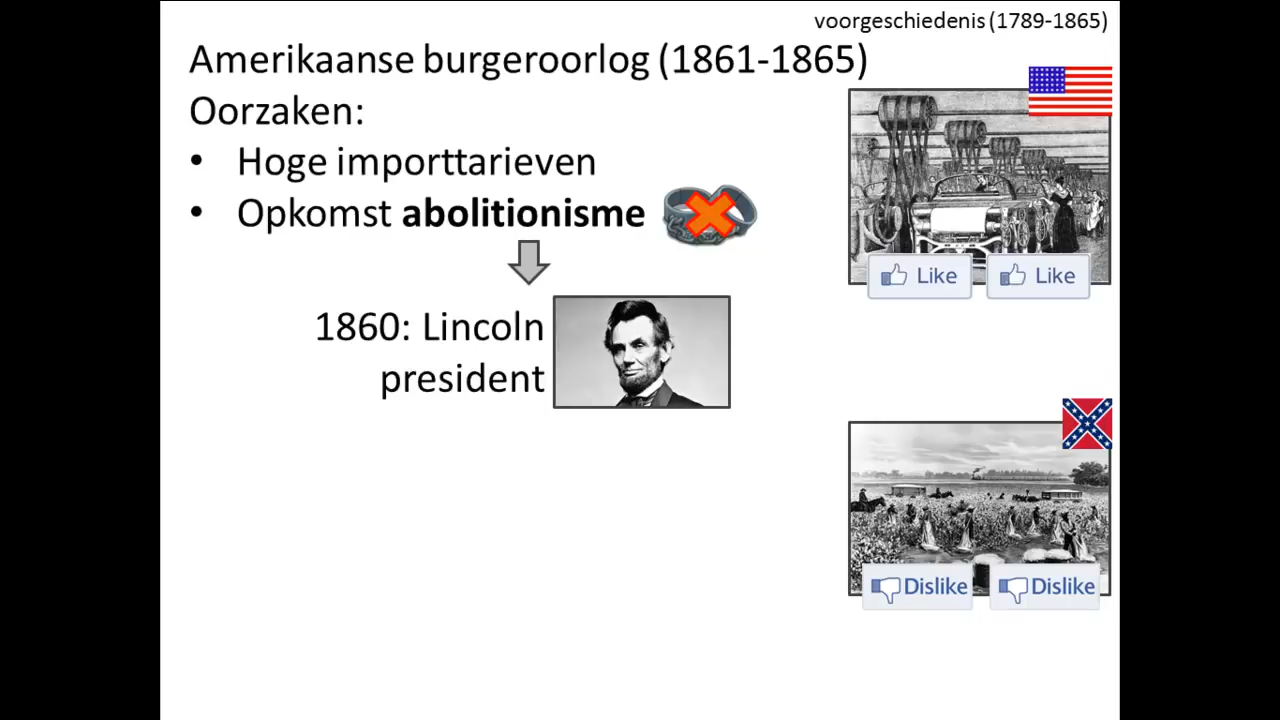 voorgeschiedenis (1789-1865)
Amerikaanse burgeroorlog (1861-1865)
Oorzaken:
• Hoge importtarieven
• Opkomst abolitionisme
1860: Lincoln
president
Like Like
Dislike Dislike